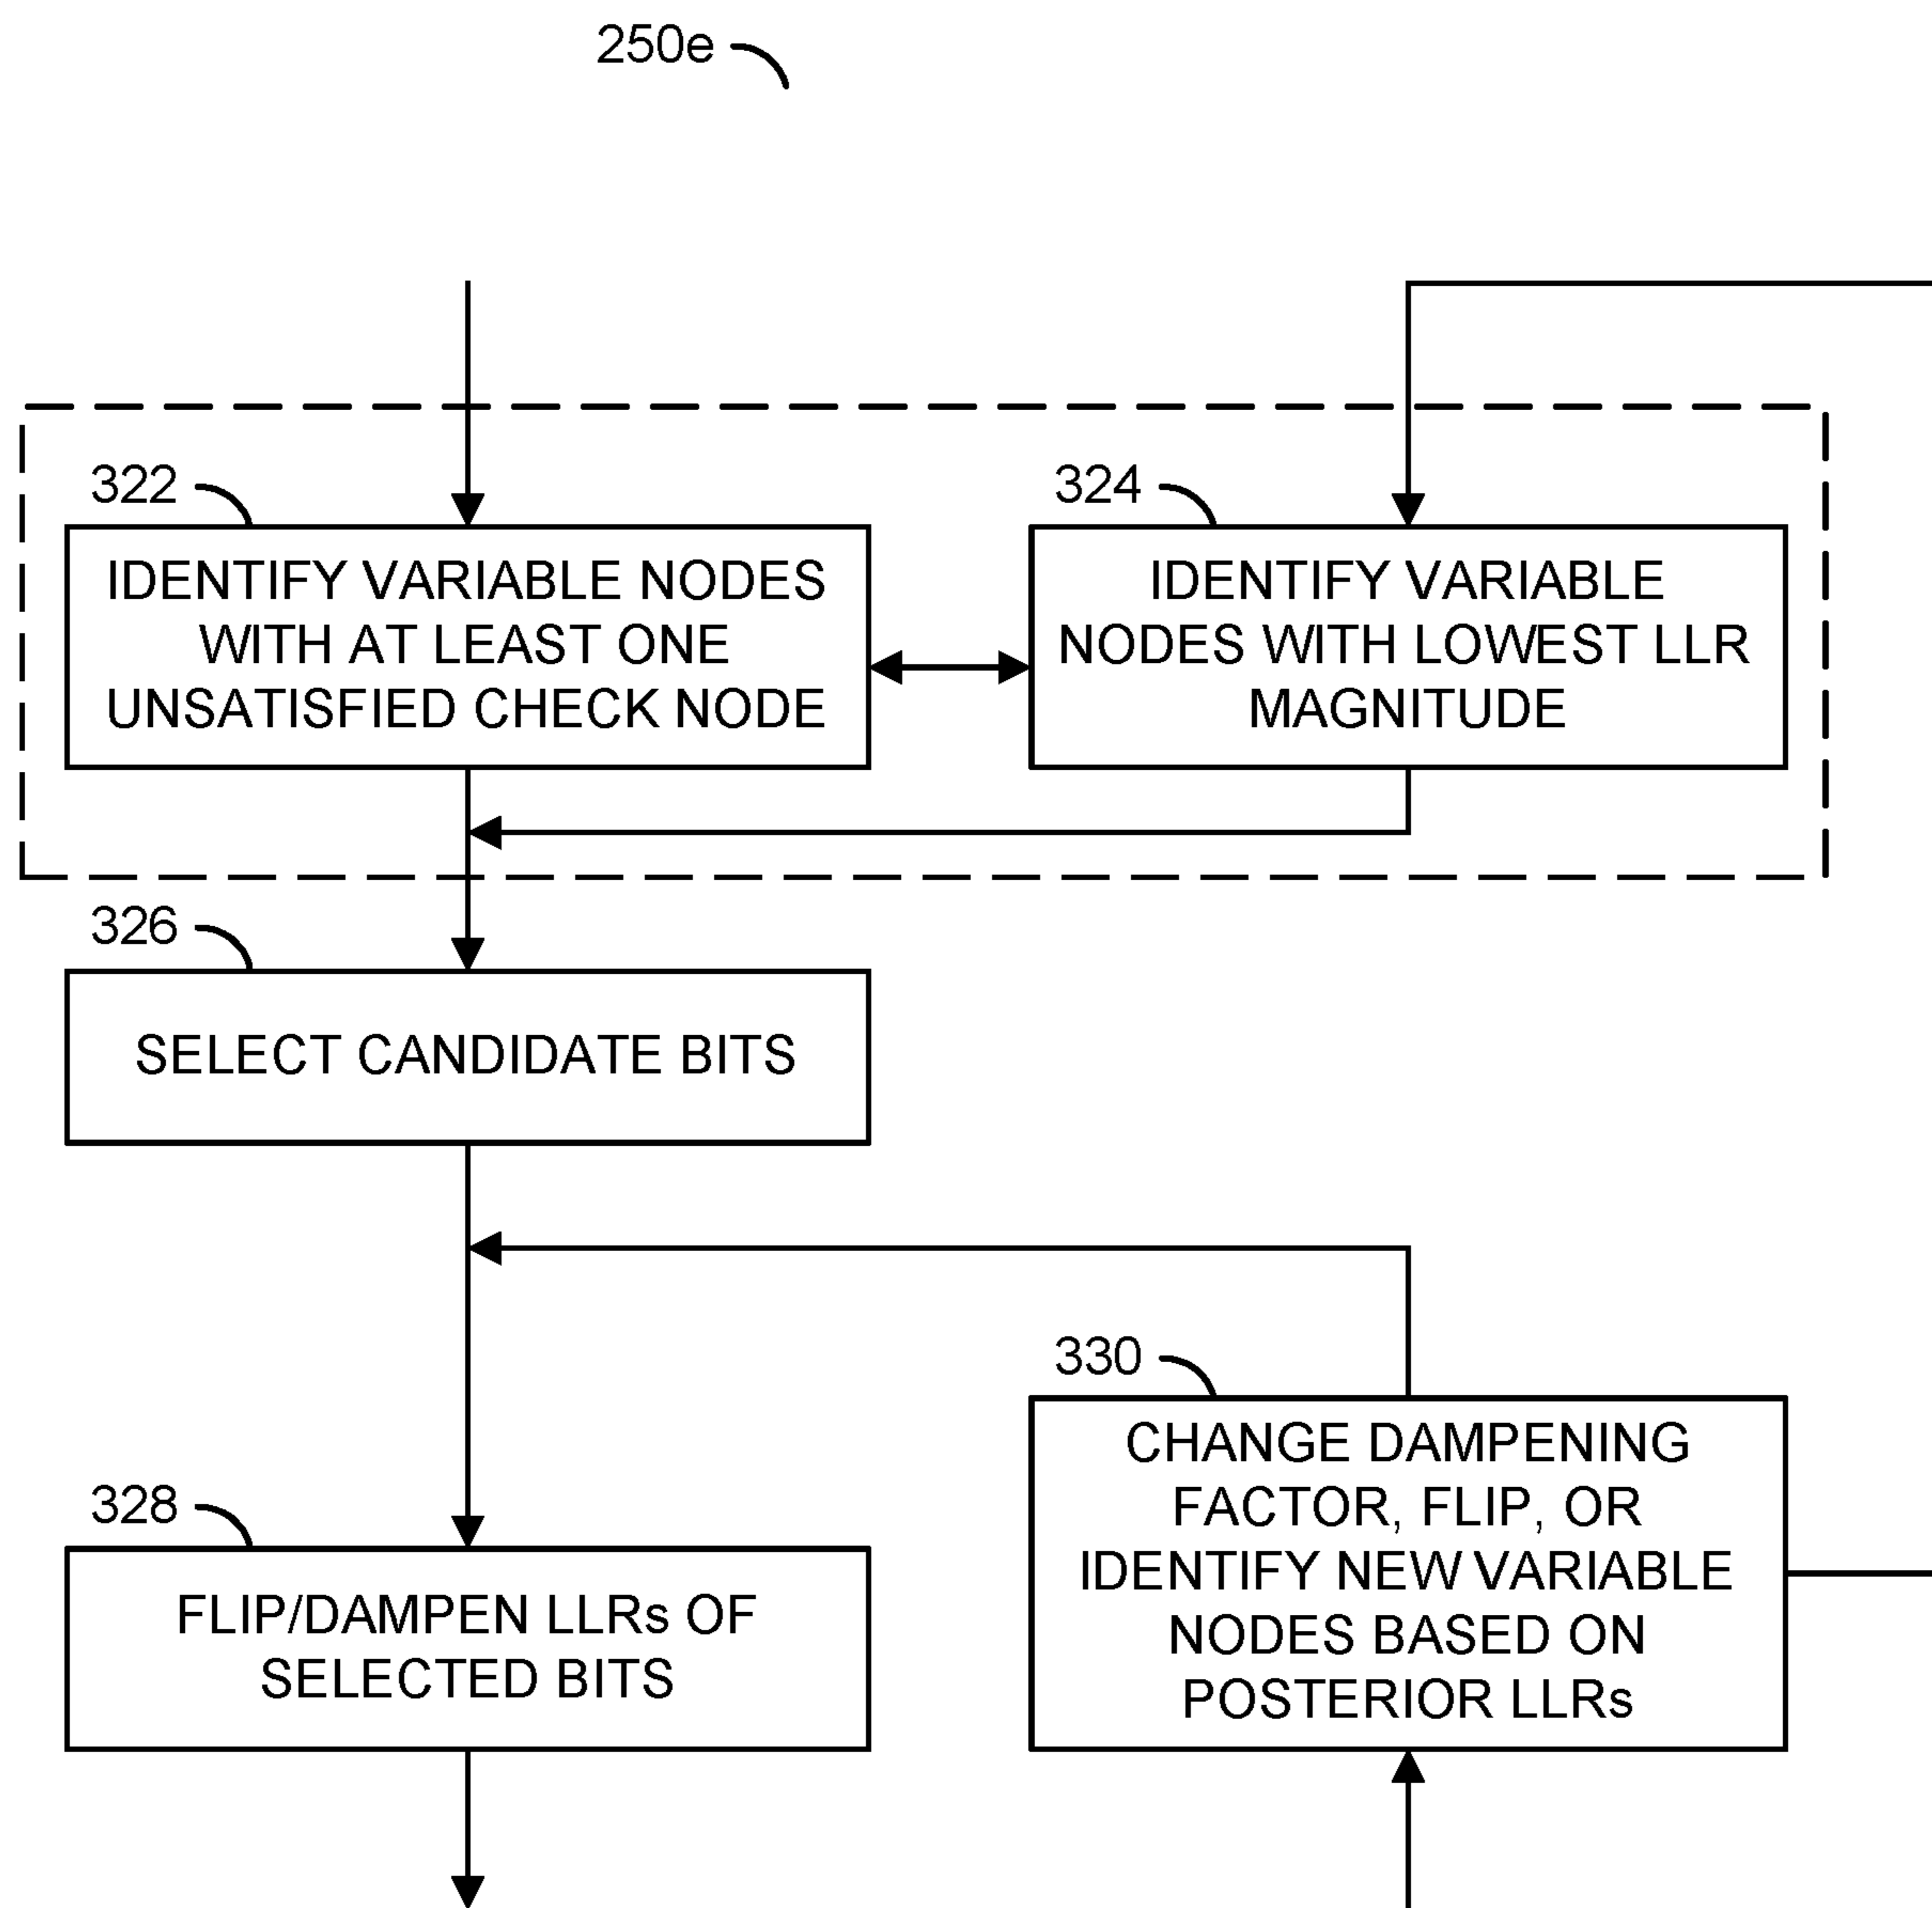 250e
322
IDENTIFY VARIABLE NODES
WITH AT LEAST ONE
UNSATISFIED CHECK NODE
324
IDENTIFY VARIABLE
NODES WITH LOWEST LLR
MAGNITUDE
326
SELECT CANDIDATE BITS
330
CHANGE DAMPENING
FACTOR, FLIP, OR
IDENTIFY NEW VARIABLE
NODES BASED ON
POSTERIOR LLRs
328
FLIP/DAMPEN LLRs OF
SELECTED BITS